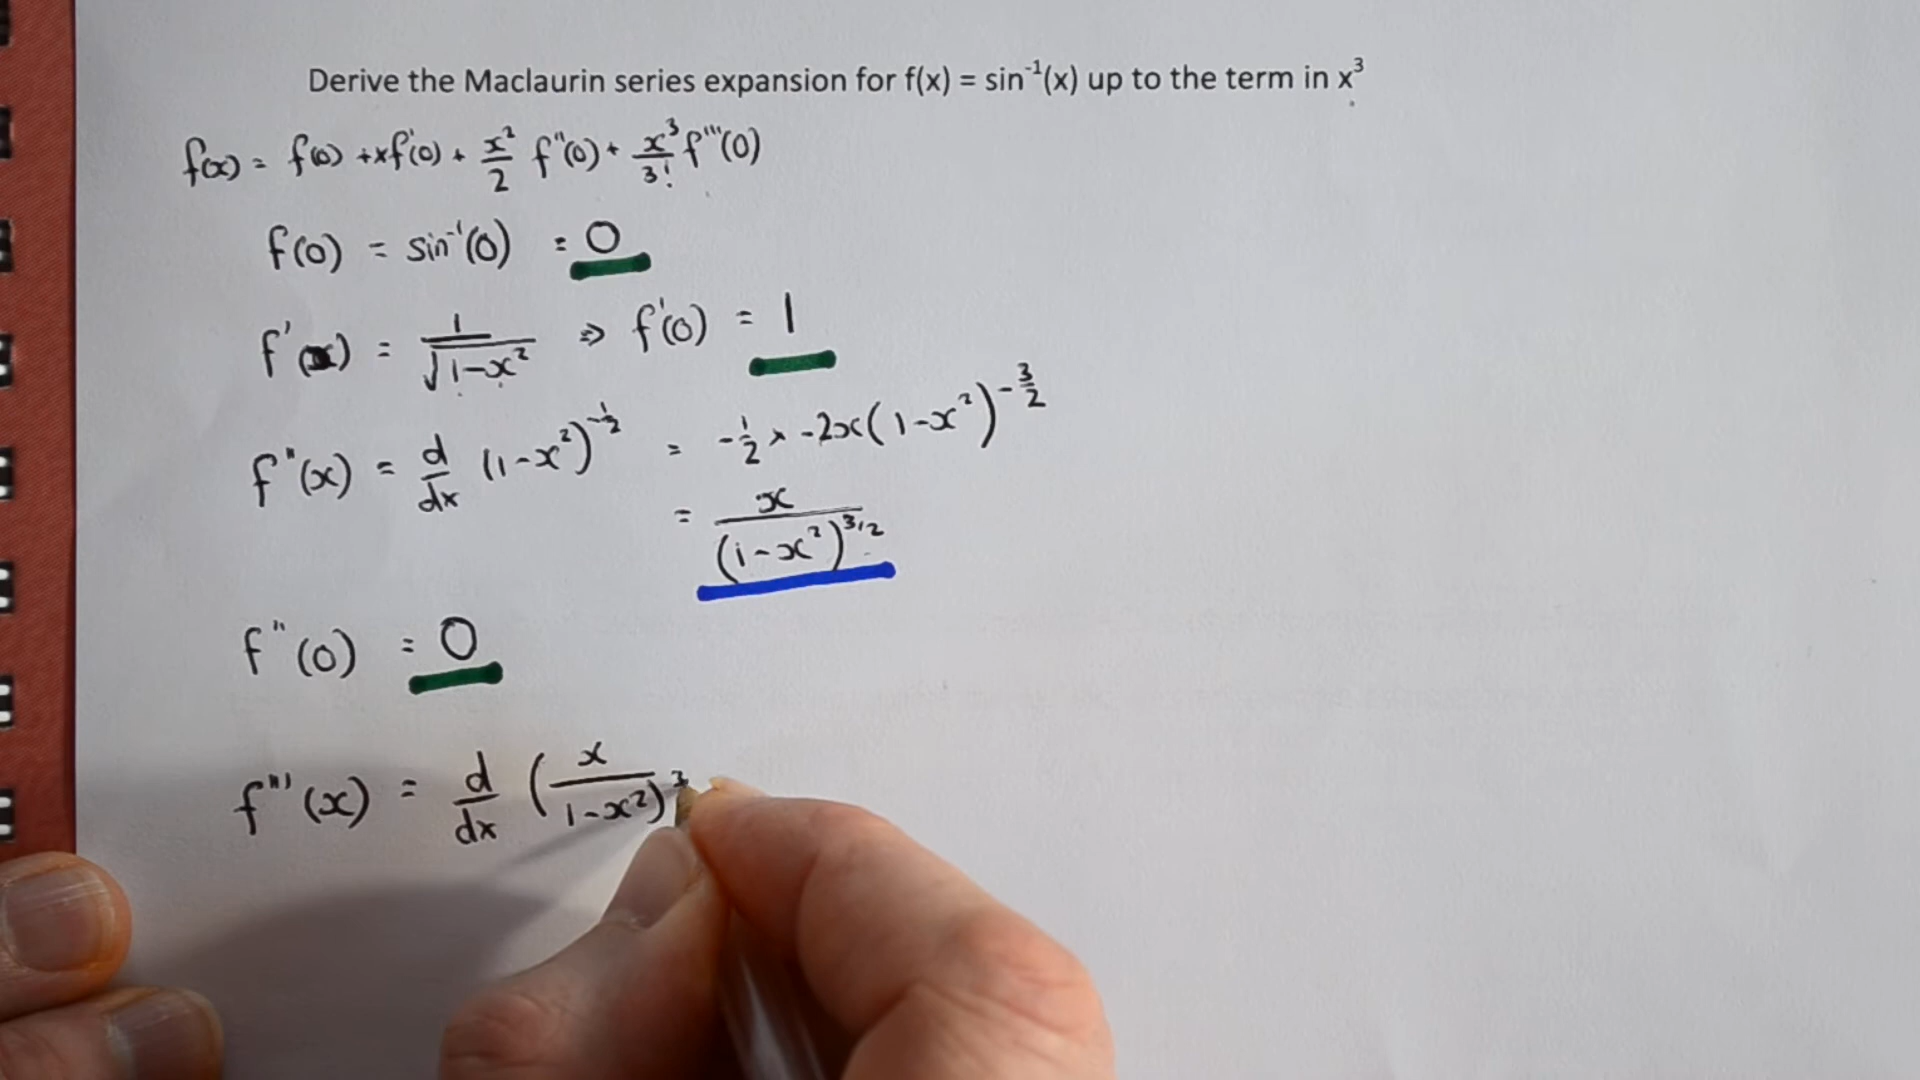 Derive the Maclaurin series expansion for f(x) = sin⁻¹(x) up to the term in x³
f(x) = f(0) + xf'(0) + x²/2 f''(0) + x³/3! f'''(0)
f(0) = sin⁻¹(0) = 0
f'(x) = 1/√(1-x²) ⇒ f'(0) = 1
f''(x) = d/dx (1-x²)^-1/2 = -1/2 × -2x(1-x²)^-3/2
= x/(1-x²)^3/2
f''(0) = 0
f'''(x) = d/dx (x/1-x²)³